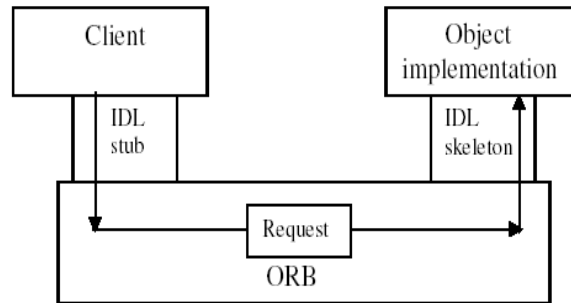 Client
Object
implementation
IDL
stub
IDL
skeleton
Request
ORB